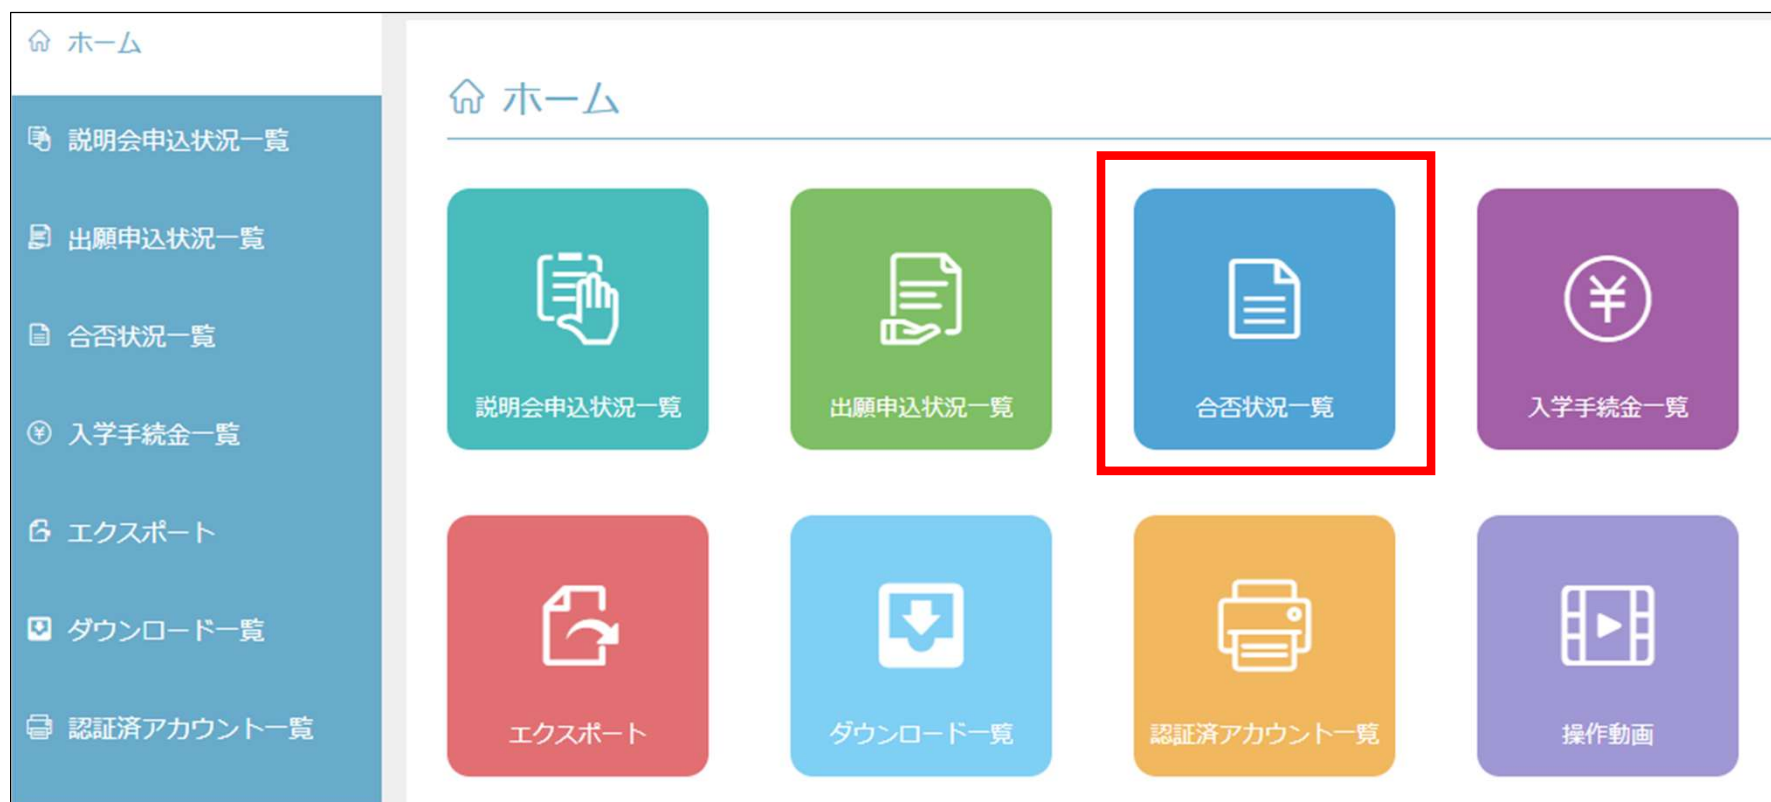 ホーム
説明会申込状況一覧
出願申込状況一覧
合否状況一覧
入学手続金一覧
エクスポート
ダウンロード一覧
認証済アカウント一覧
ホーム
説明会申込状況一覧
出願申込状況一覧
合否状況一覧
入学手続金一覧
エクスポート
ダウンロード一覧
認証済アカウント一覧
操作動画